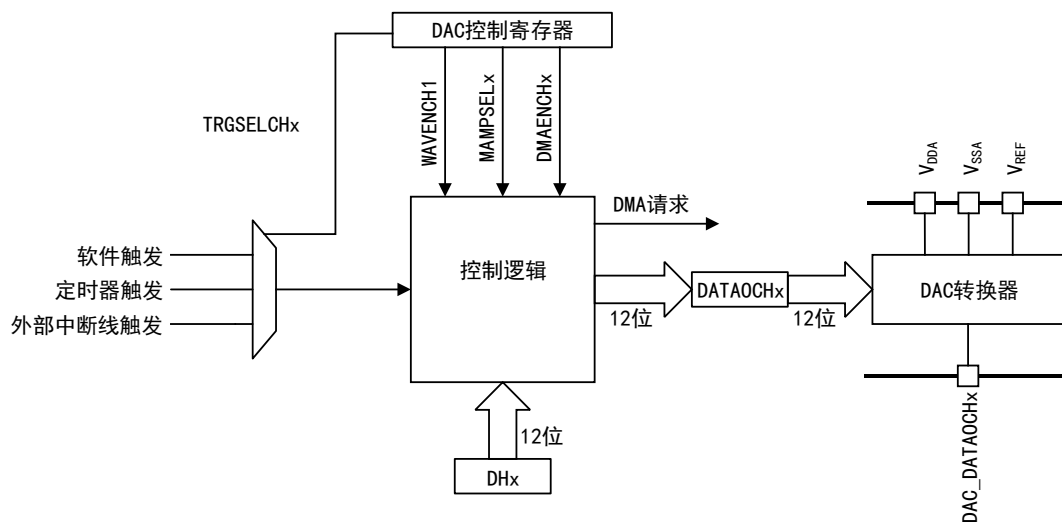 DAC控制寄存器
TRGSELCHx
WAVENCH1
MAMPSELx
DMAENCHx
VDDA
VSSA
VREF
DMA请求
软件触发
定时器触发
外部中断线触发
控制逻辑
DATAOCHx
DAC转换器
12位
12位
12位
DHx
DAC_DATAOCHx